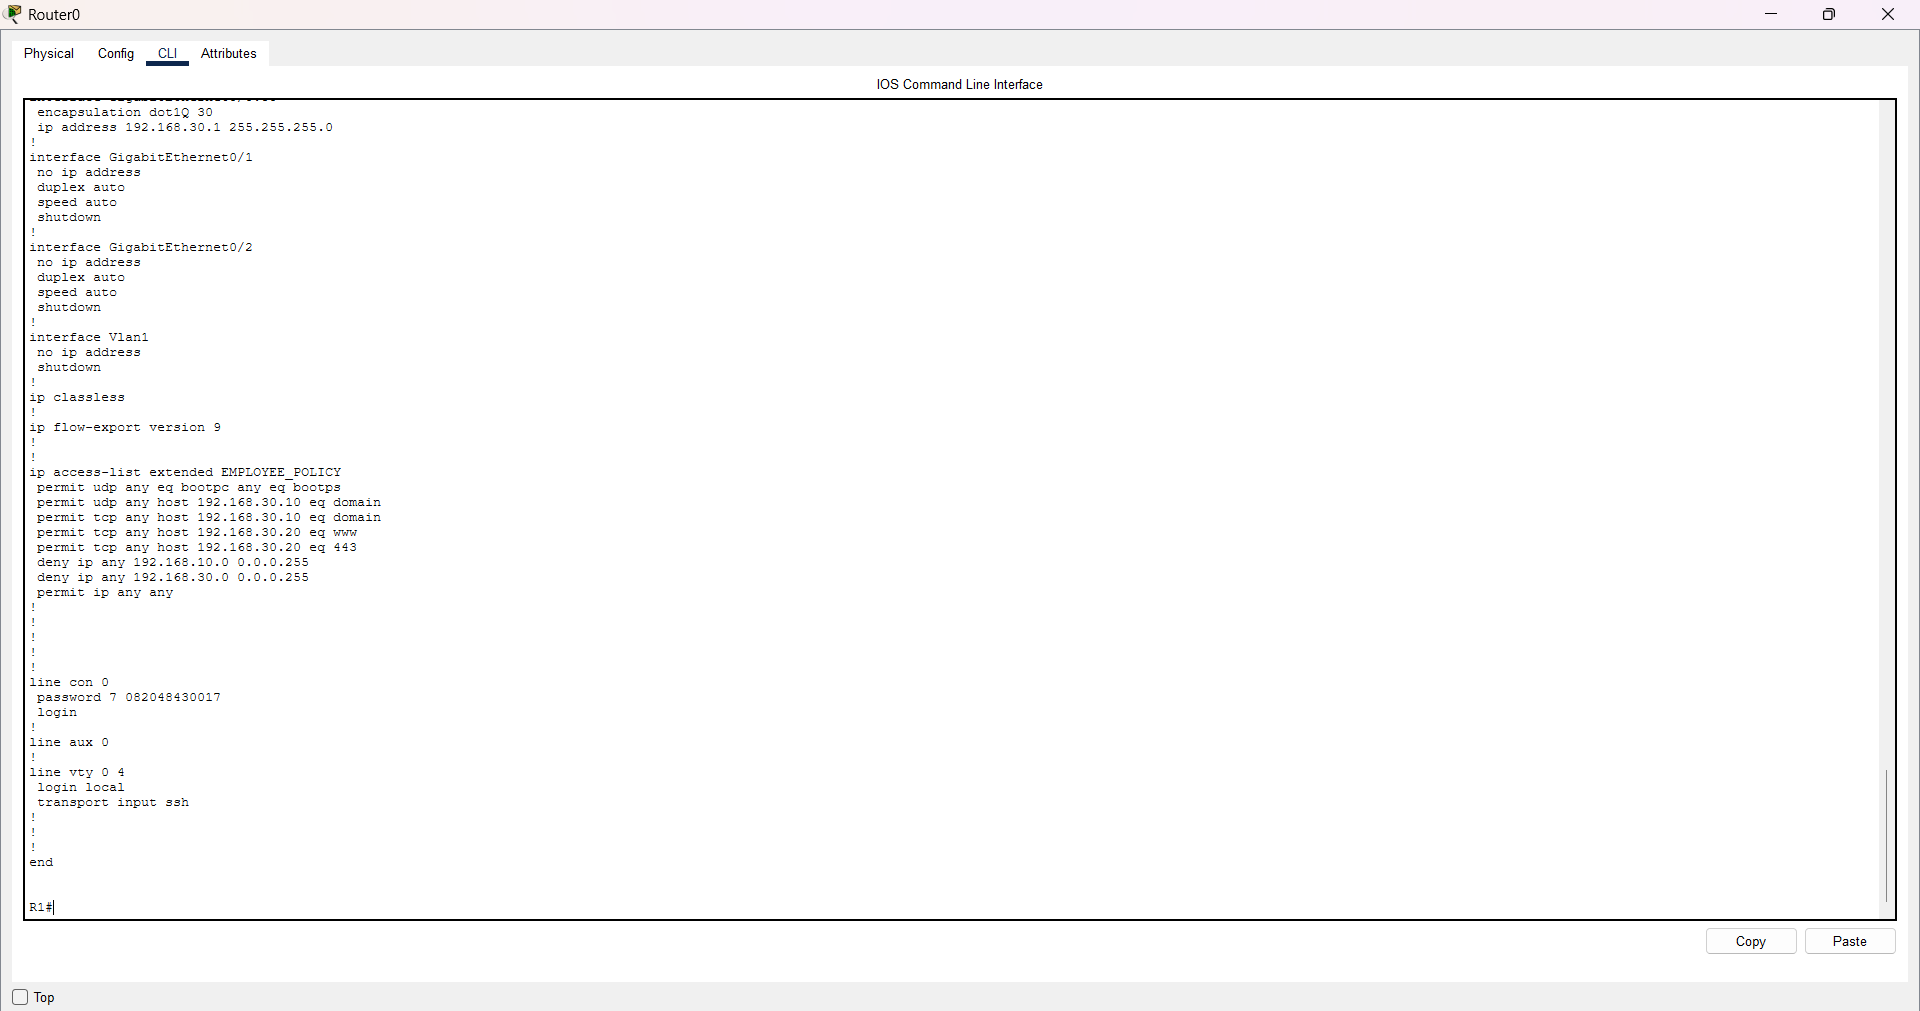 Router0
Physical Config CLI Attributes
IOS Command Line Interface
encapsulation dot1Q 30
ip address 192.168.30.1 255.255.255.0
!
interface GigabitEthernet0/1
no ip address
duplex auto
speed auto
shutdown
!
interface GigabitEthernet0/2
no ip address
duplex auto
speed auto
shutdown
!
interface Vlan1
no ip address
shutdown
!
ip classless
!
ip flow-export version 9
!
!
ip access-list extended EMPLOYEE_POLICY
permit udp any eq bootpc any eq bootps
permit udp any host 192.168.30.10 eq domain
permit tcp any host 192.168.30.10 eq domain
permit tcp any host 192.168.30.20 eq www
permit tcp any host 192.168.30.20 eq 443
deny ip any 192.168.10.0 0.0.0.255
deny ip any 192.168.30.0 0.0.0.255
permit ip any any
!
!
!
!
!
line con 0
password 7 082048430017
login
!
line aux 0
!
line vty 0 4
login local
transport input ssh
!
!
!
end
R1#
Copy Paste
Top